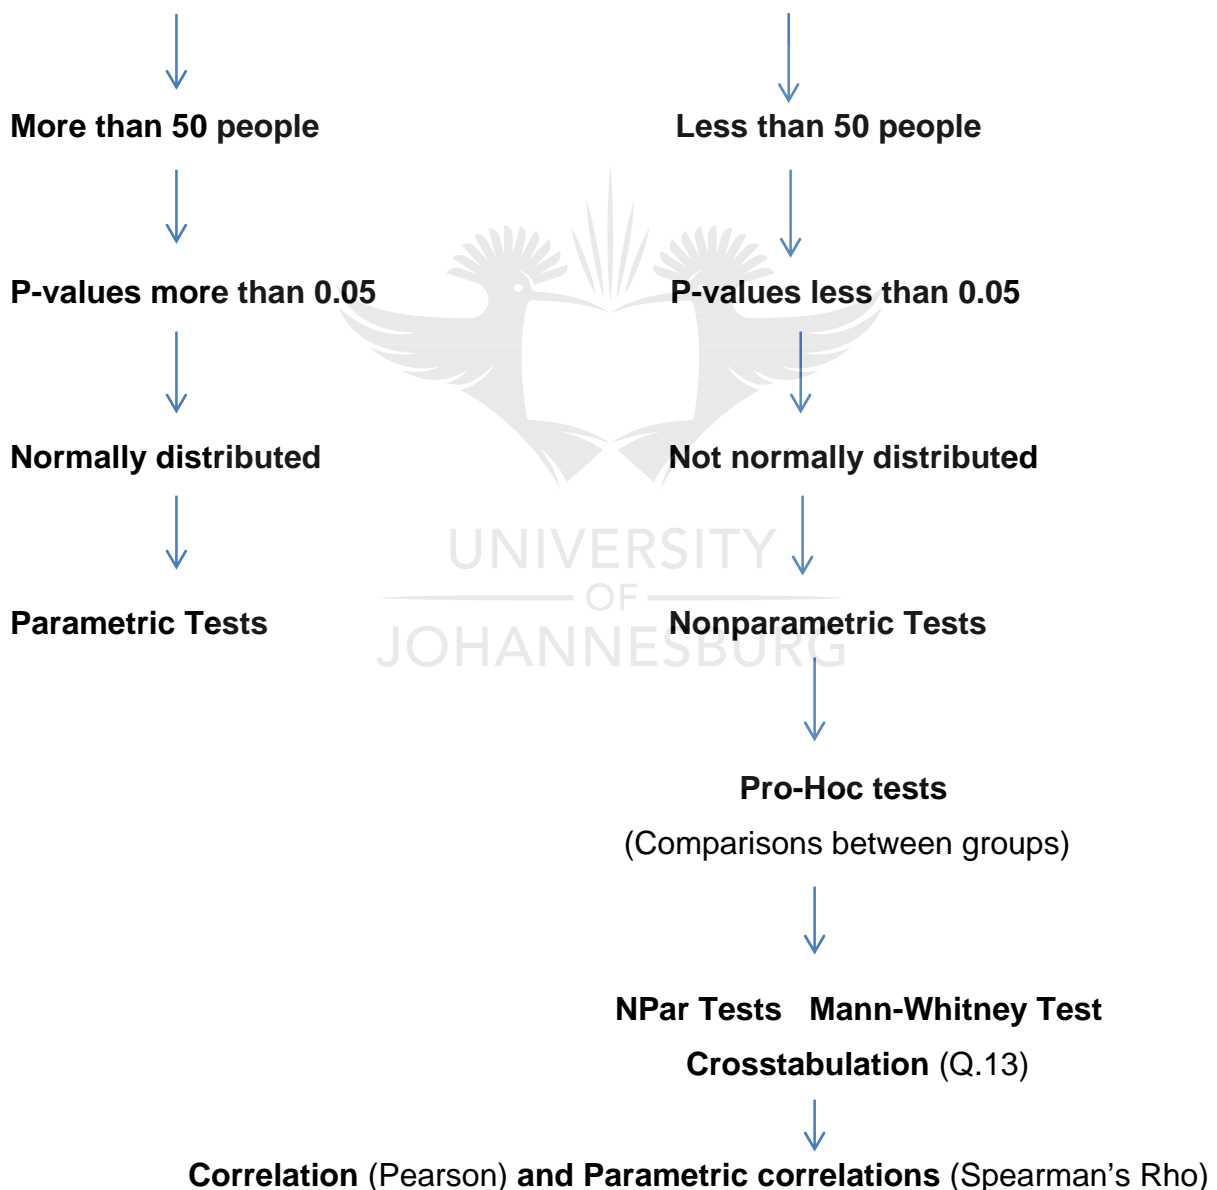 More than 50 people
Less than 50 people
P-values more than 0.05
P-values less than 0.05
Normally distributed
Not normally distributed
UNIVERSITY
OF
JOHANNESBURG
Parametric Tests
Nonparametric Tests
Pro-Hoc tests
(Comparisons between groups)
NPar Tests Mann-Whitney Test
Crosstabulation (Q.13)
Correlation (Pearson) and Parametric correlations (Spearman's Rho)